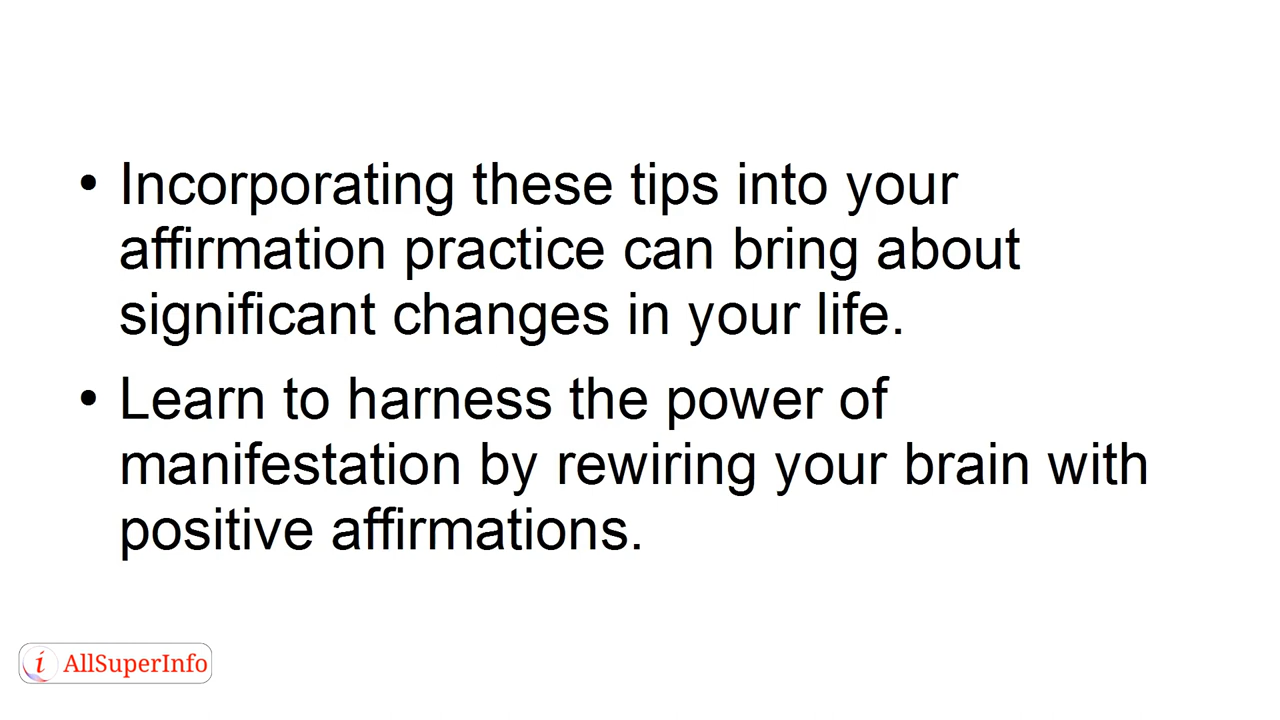 • Incorporating these tips into your
affirmation practice can bring about
significant changes in your life.
• Learn to harness the power of
manifestation by rewiring your brain with
positive affirmations.
i AllSuperInfo